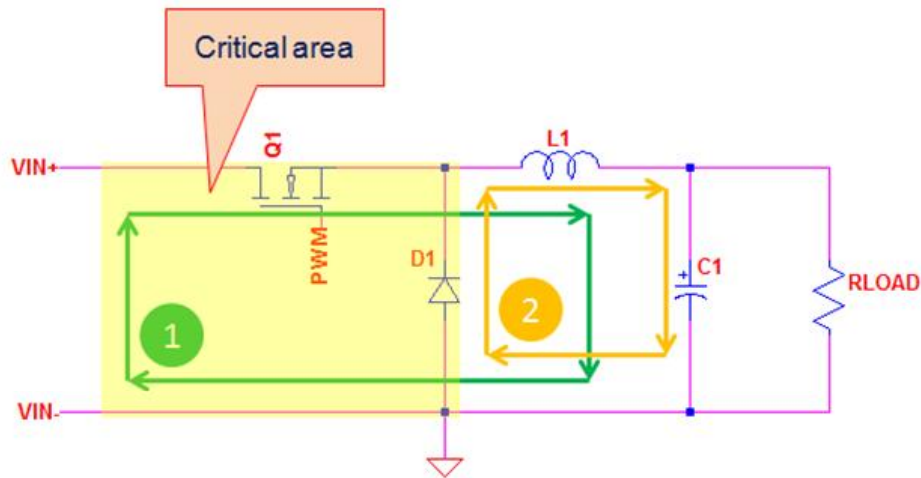 Critical area
VIN+
Q1
L1
PWM
D1
+
C1
RLOAD
1
2
VIN-